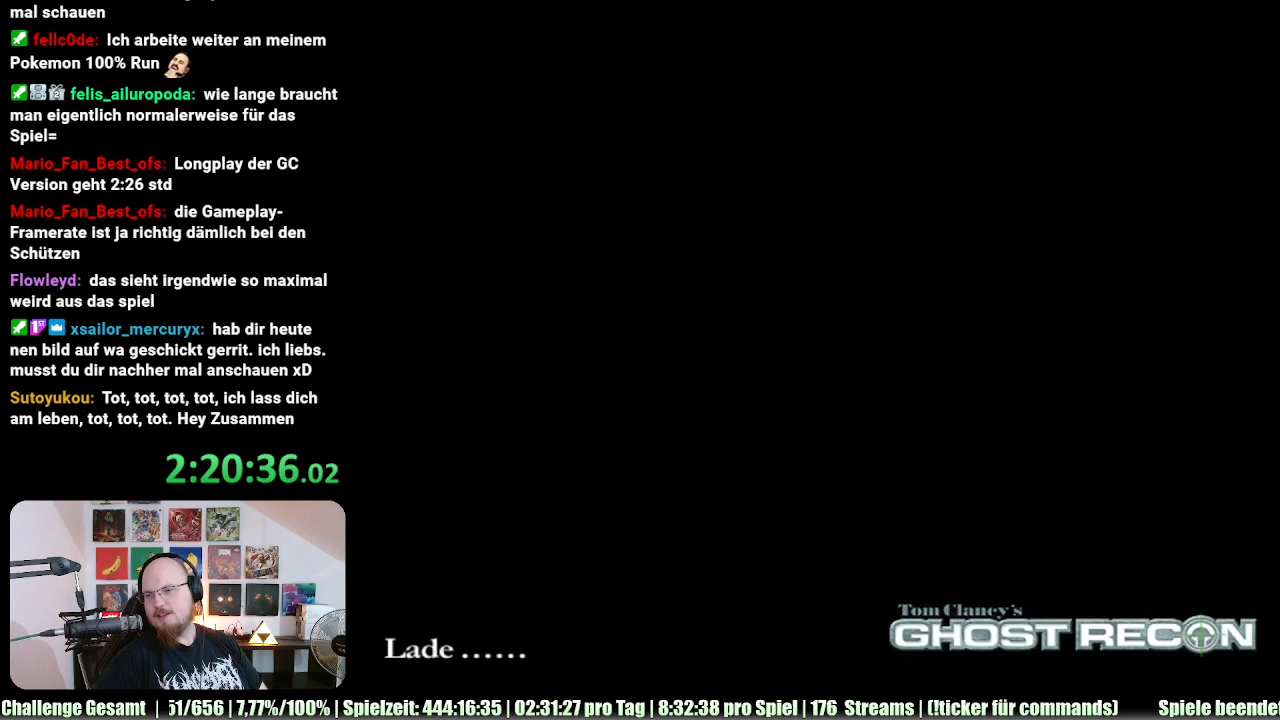 mal schauen
fellc0de: Ich arbeite weiter an meinem
Pokemon 100% Run
felis_ailuropoda: wie lange braucht
man eigentlich normalerweise für das
Spiel=
Mario_Fan_Best_ofs: Longplay der GC
Version geht 2:26 std
Mario_Fan_Best_ofs: die Gameplay-
Framerate ist ja richtig dämlich bei den
Schützen
Flowleyd: das sieht irgendwie so maximal
weird aus das spiel
1ST xsailor_mercuryx: hab dir heute
nen bild auf wa geschickt gerrit. ich liebs.
musst du dir nachher mal anschauen xD
Sutoyukou: Tot, tot, tot, tot, ich lass dich
am leben, tot, tot, tot. Hey Zusammen
2:20:36.02
Lade ......
Tom Clancy's
GHOST RECON
Challenge Gesamt | 51/656 | 7,77%/100% | Spielzeit: 444:16:35 | 02:31:27 pro Tag | 8:32:38 pro Spiel | 176 Streams | (!ticker für commands) Spiele beende